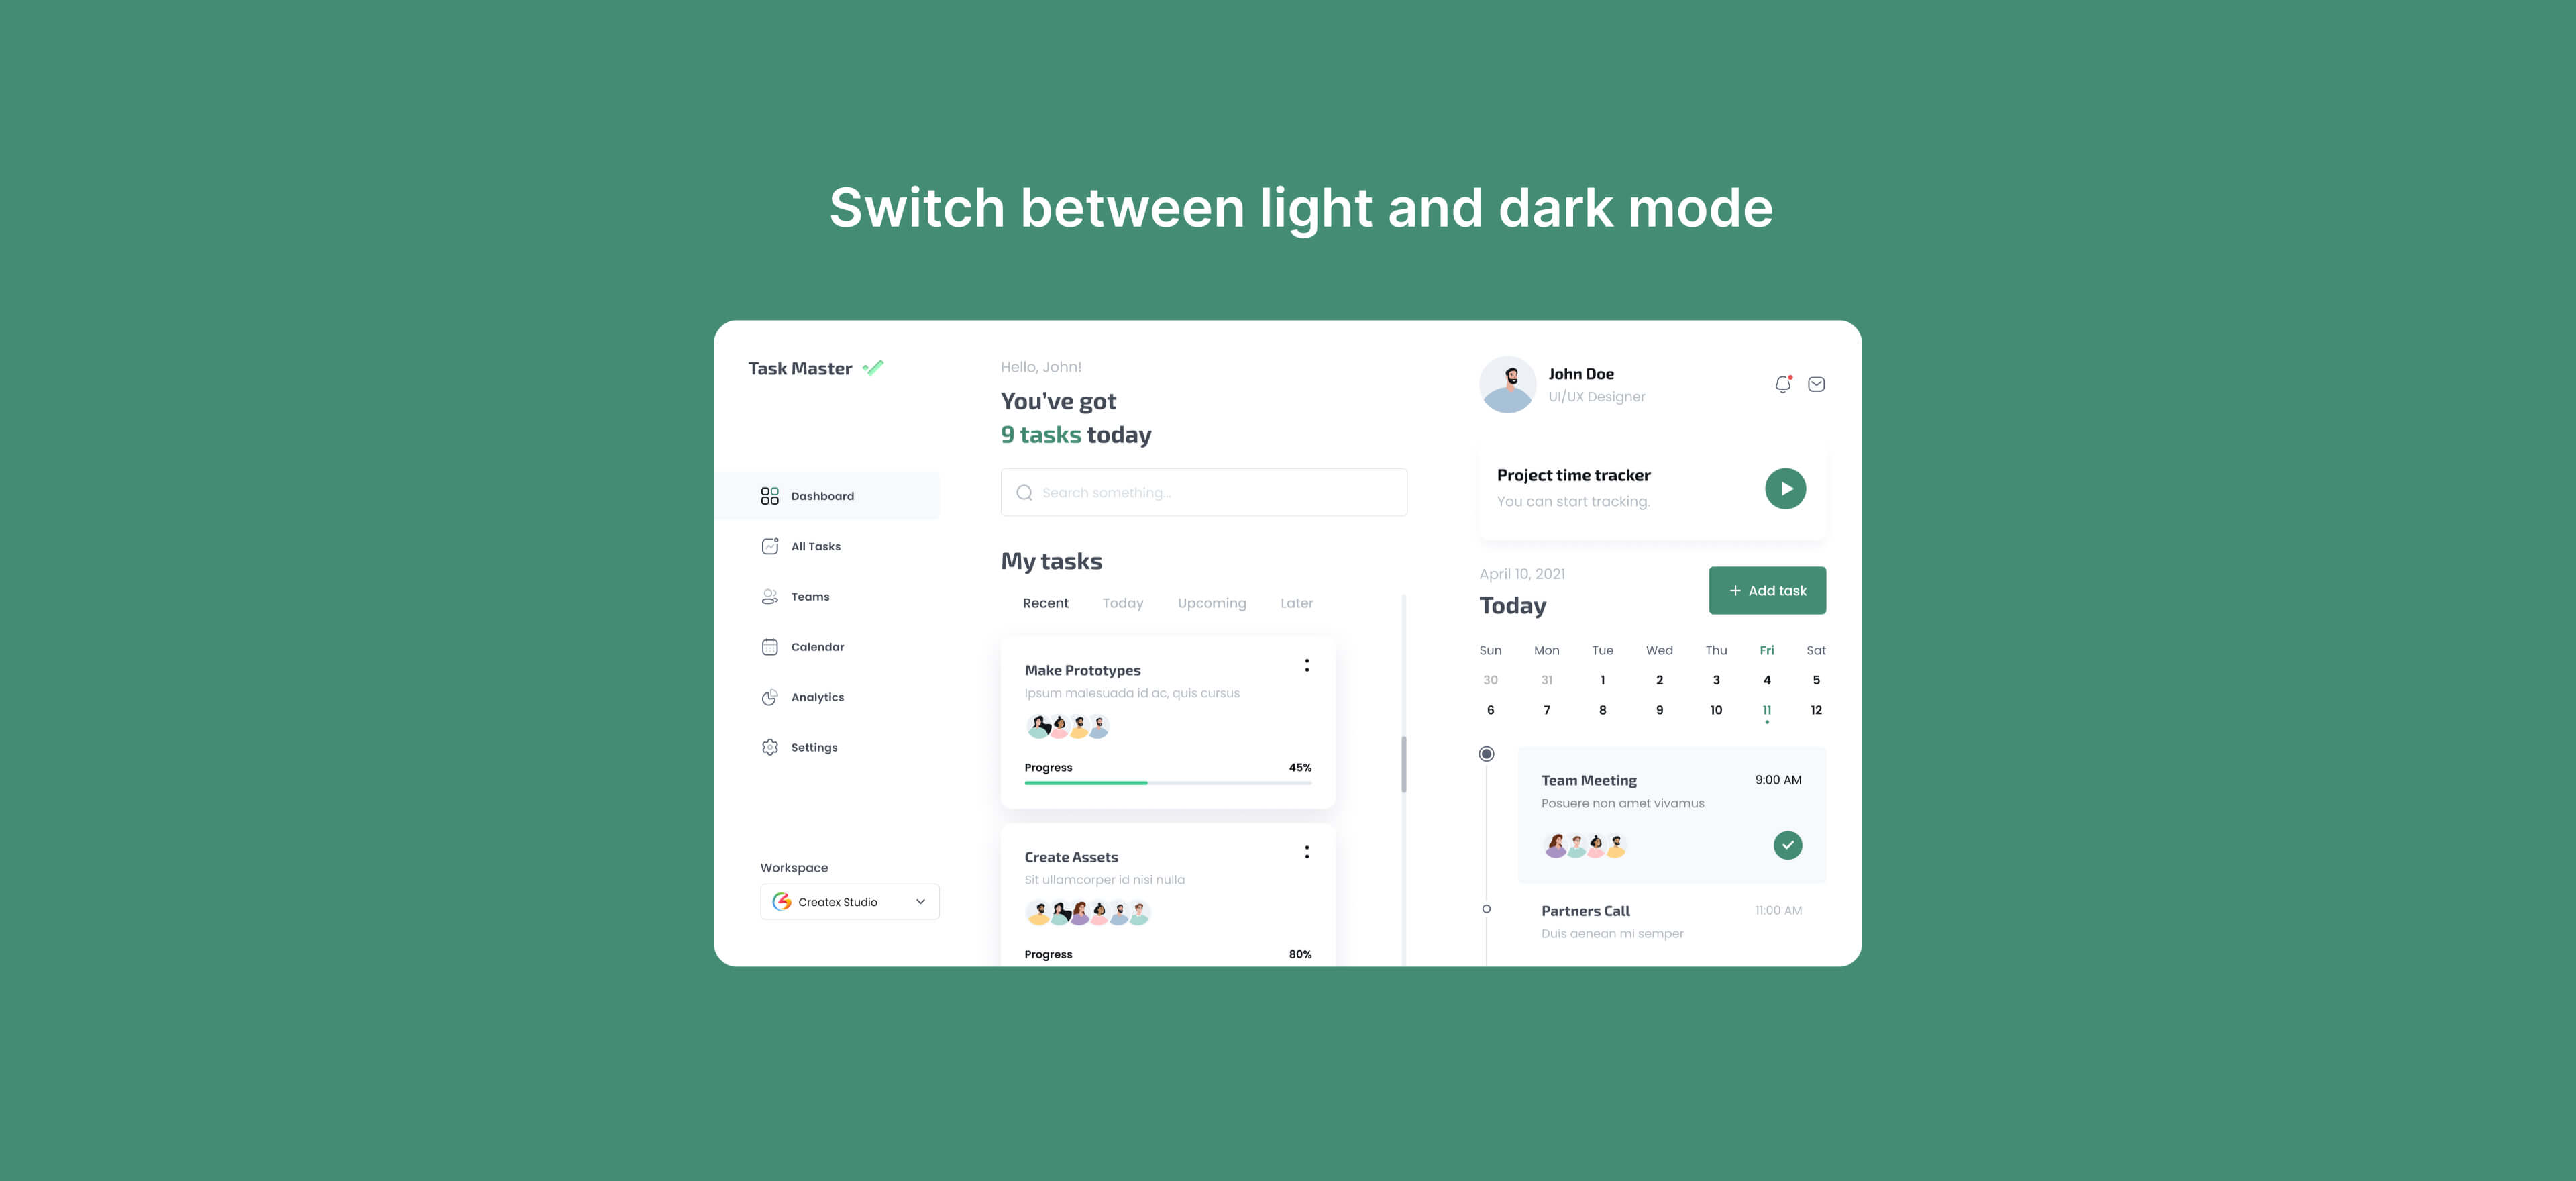 Switch between light and dark mode
Task Master
Dashboard
All Tasks
Teams
Calendar
Analytics
Settings
Workspace
Createx Studio
Hello, John!
You've got
9 tasks today
Search something...
My tasks
Recent Today Upcoming Later
Make Prototypes
Ipsum malesuada id ac, quis cursus
Progress 45%
Create Assets
Sit ullamcorper id nisi nulla
Progress 80%
John Doe
UI/UX Designer
Project time tracker
You can start tracking.
April 10, 2021
Today
+ Add task
Sun Mon Tue Wed Thu Fri Sat
30 31 1 2 3 4 5
6 7 8 9 10 11 12
Team Meeting 9:00 AM
Posuere non amet vivamus
Partners Call 11:00 AM
Duis aenean mi semper